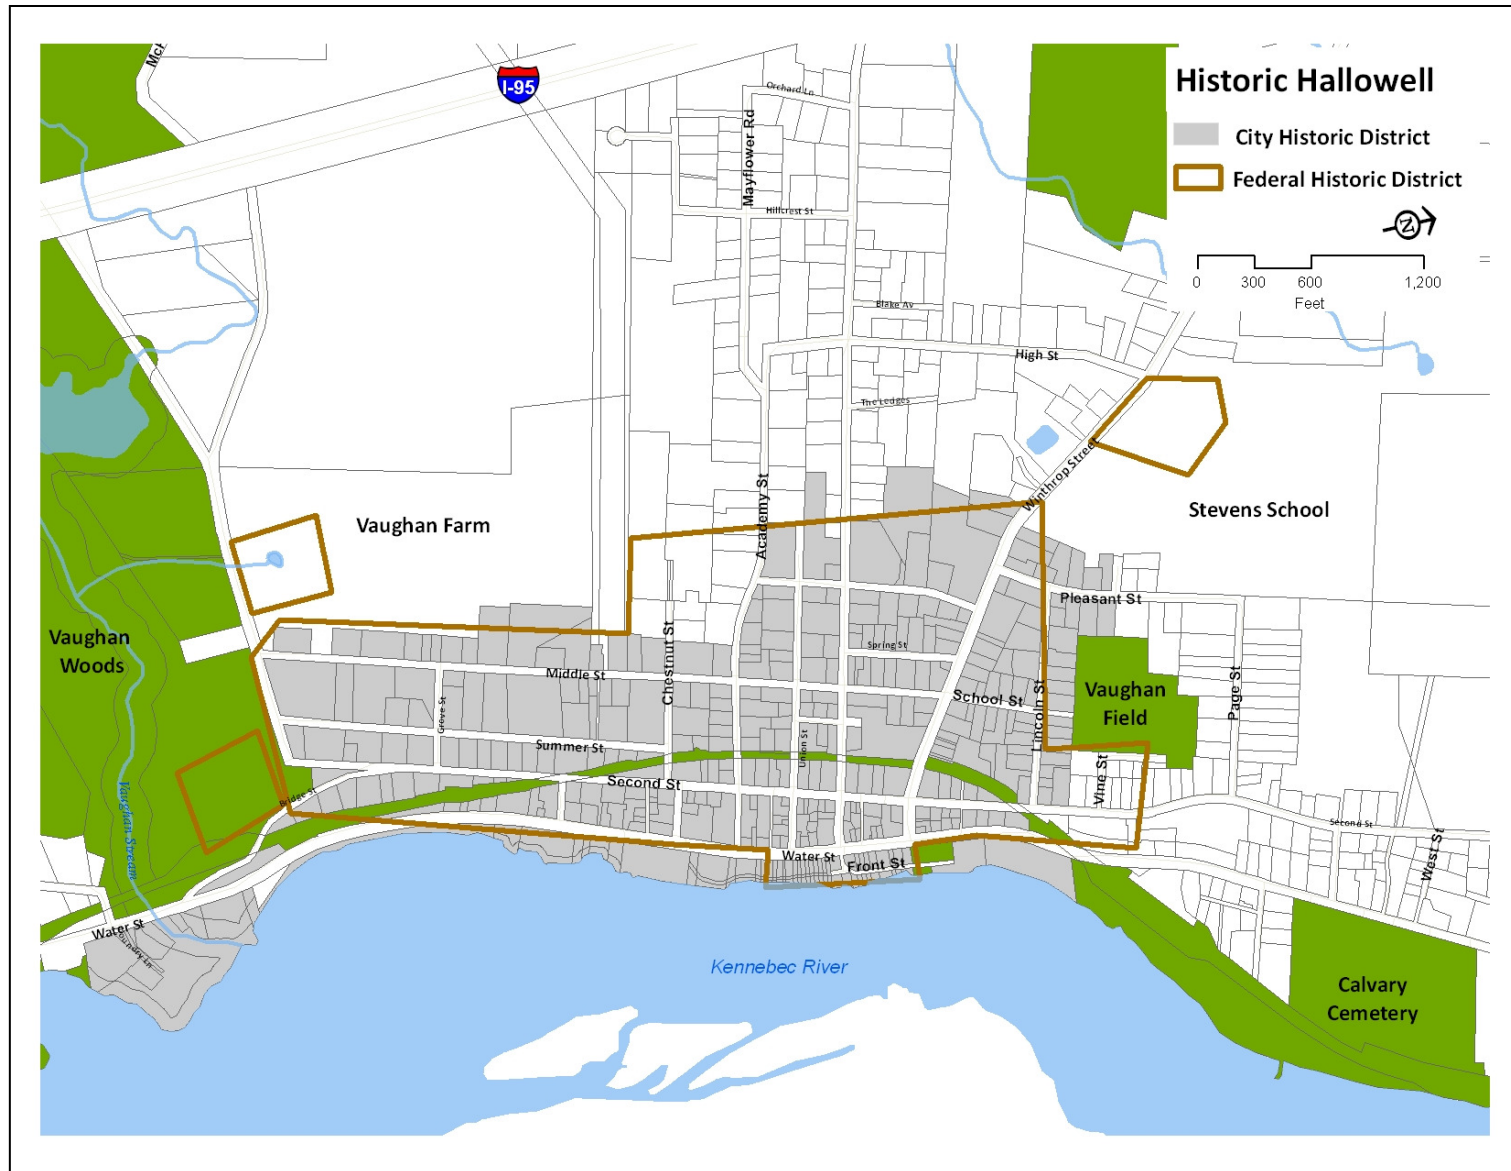 McK
I-95
Historic Hallowell
City Historic District
Federal Historic District
N
0 300 600 1,200
Feet
Orchard Ln
Mayflower Rd
Hillcrest St
Blake Av
High St
The Ledges
Winthrop Street
Academy St
Vaughan Farm
Stevens School
Pleasant St
Vaughan
Woods
Chestnut St
Spring St
Middle St
School St
Vaughan
Field
Page St
Lincoln St
Grove St
Summer St
Union St
Second St
Vine St
Bridge St
Vaughan Stream
Second St
West St
Water St
Front St
Water St
Foundry Ln
Kennebec River
Calvary
Cemetery